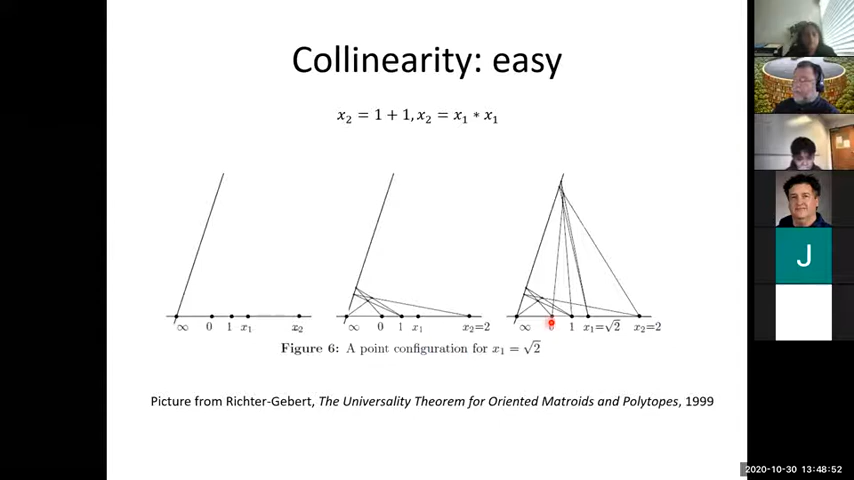 Collinearity: easy
x₂ = 1 + 1, x₂ = x₁ * x₁
∞ 0 1 x₁ x₂
∞ 0 1 x₁ x₂=2
∞ 0 1 x₁=√2 x₂=2
Figure 6: A point configuration for x₁ = √2
Picture from Richter-Gebert, The Universality Theorem for Oriented Matroids and Polytopes, 1999
J
2020-10-30 13:48:52